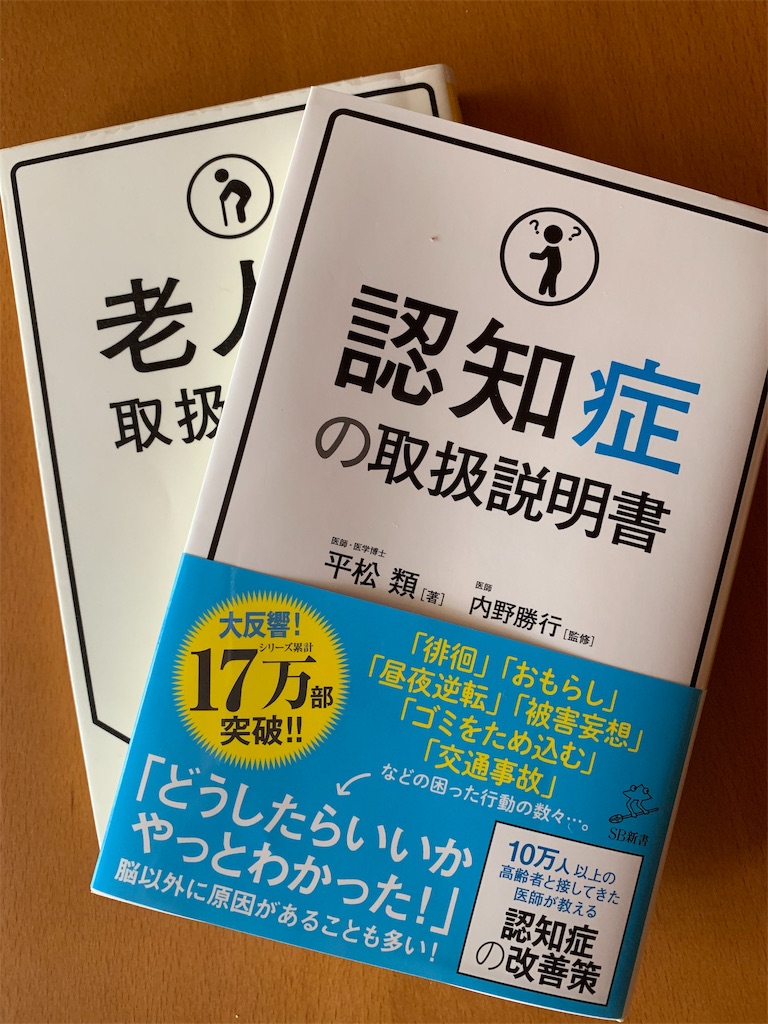 老人
取扱
? ?
認知症
の取扱説明書
医師・医学博士
平松 類[著]
医師
内野勝行[監修]
大反響!
シリーズ累計
17万部
突破!!
「徘徊」「おもらし」
「昼夜逆転」「被害妄想」
「ゴミをため込む」
「交通事故」
などの困った行動の数々…。
「どうしたらいいか
やっとわかった!」
脳以外に原因があることも多い!
SB新書
10万人以上の
高齢者と接してきた
医師が教える
認知症
の改善策